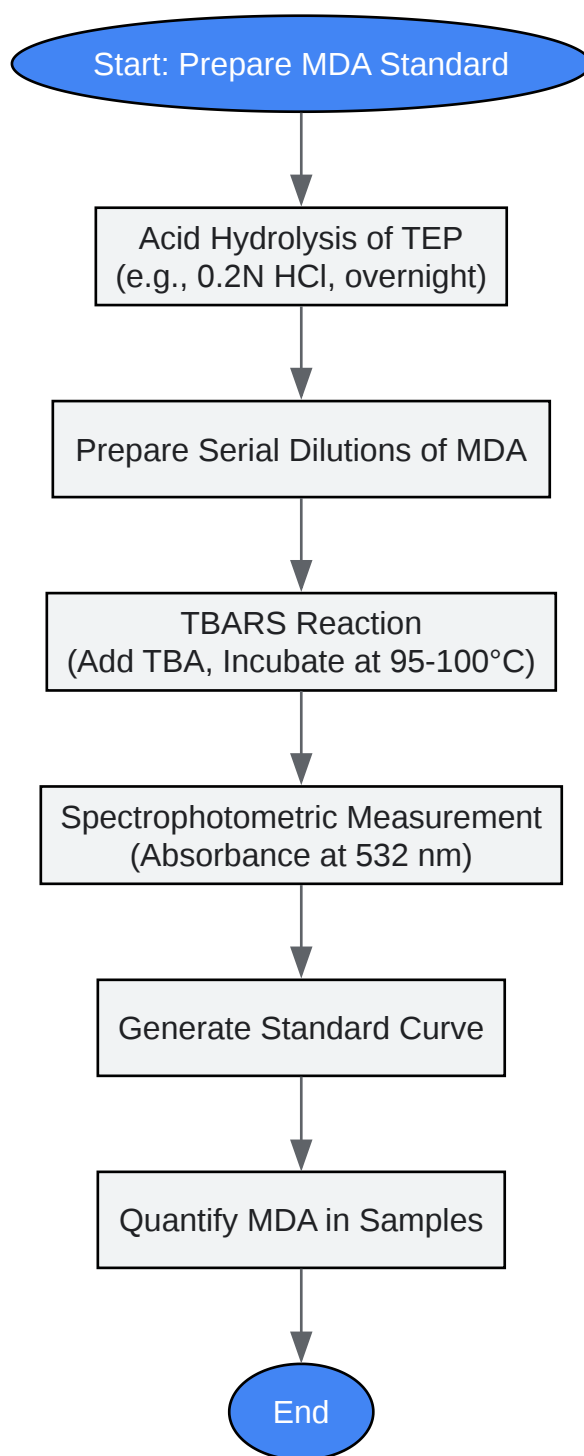 Start: Prepare MDA Standard
Acid Hydrolysis of TEP
(e.g., 0.2N HCl, overnight)
Prepare Serial Dilutions of MDA
TBARS Reaction
(Add TBA, Incubate at 95-100°C)
Spectrophotometric Measurement
(Absorbance at 532 nm)
Generate Standard Curve
Quantify MDA in Samples
End